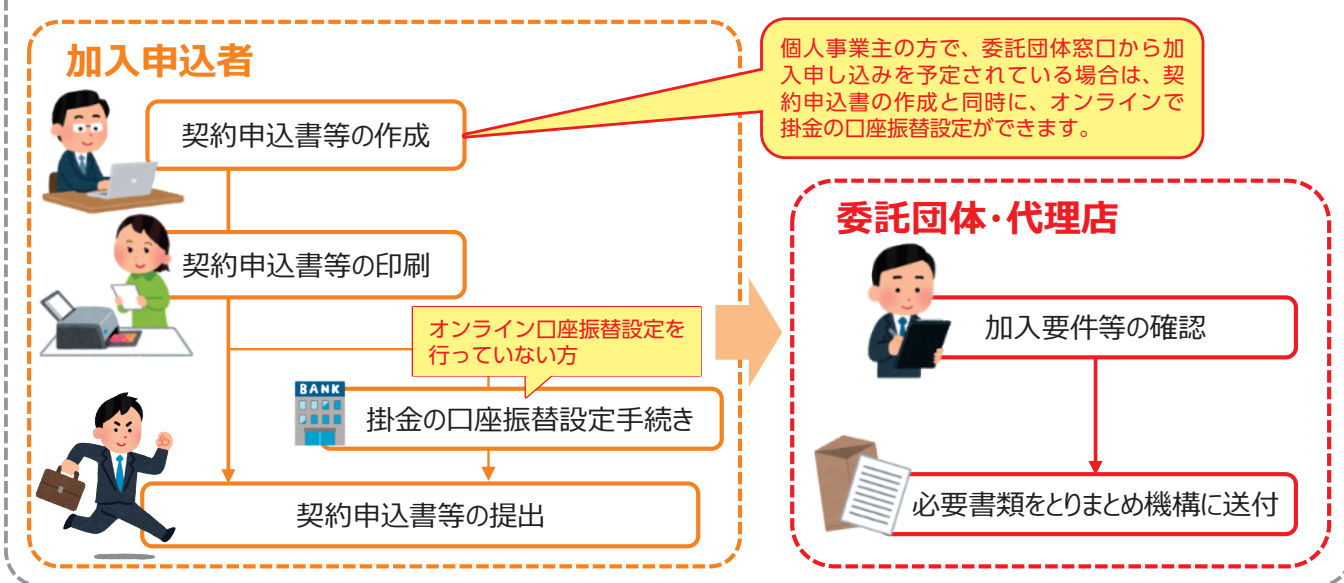 加入申込者
個人事業主の方で、委託団体窓口から加
入申し込みを予定されている場合は、契
約申込書の作成と同時に、オンラインで
掛金の口座振替設定ができます。
契約申込書等の作成
契約申込書等の印刷
オンライン口座振替設定を
行っていない方
BANK
掛金の口座振替設定手続き
契約申込書等の提出
委託団体・代理店
加入要件等の確認
必要書類をとりまとめ機構に送付